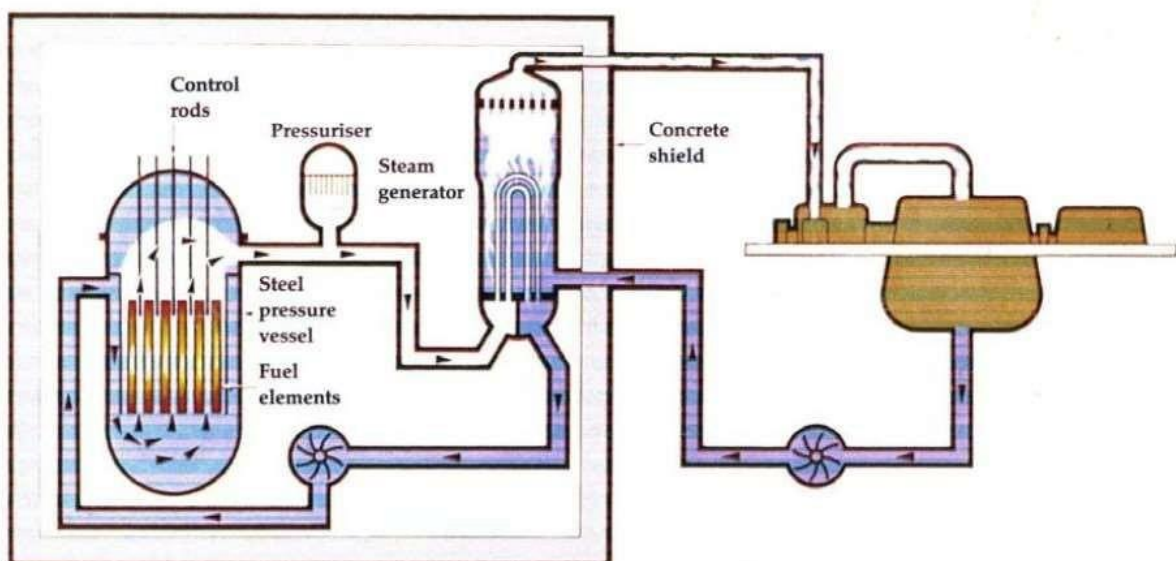 Control
rods
Pressuriser
Steam
generator
Concrete
shield
Steel
pressure
vessel
Fuel
elements